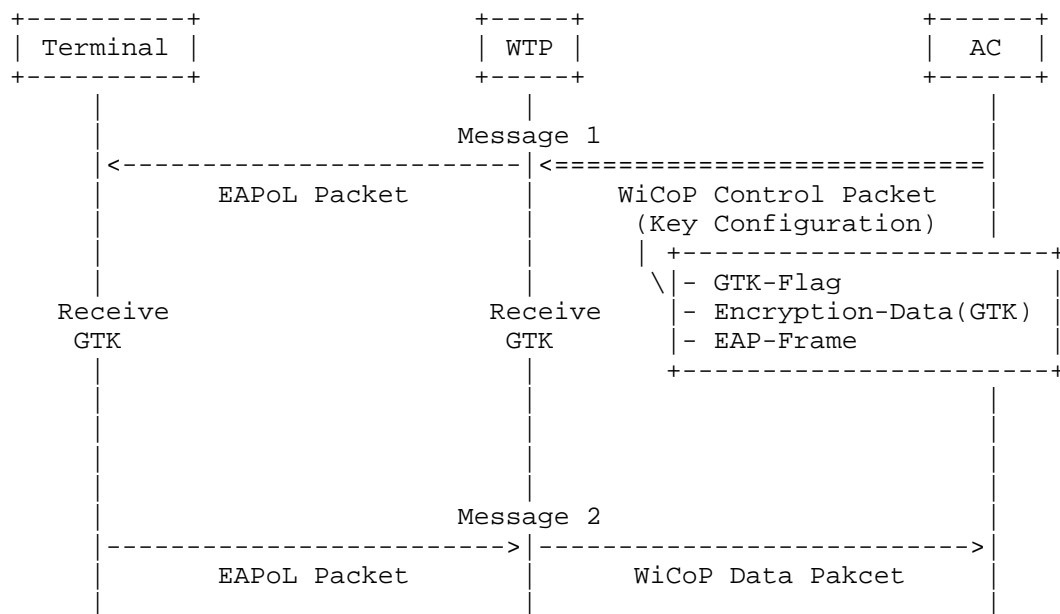 Terminal WTP AC
Message 1
EAPoL Packet WiCoP Control Packet
(Key Configuration)
- GTK-Flag
Receive Receive - Encryption-Data(GTK)
GTK GTK - EAP-Frame
Message 2
EAPoL Packet WiCoP Data Pakcet